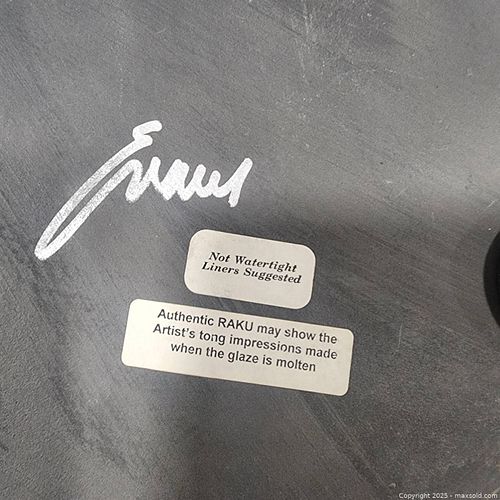 Not Watertight
Liners Suggested
Authentic RAKU may show the
Artist's tong impressions made
when the glaze is molten
Copyright 2025 - maxsold.com